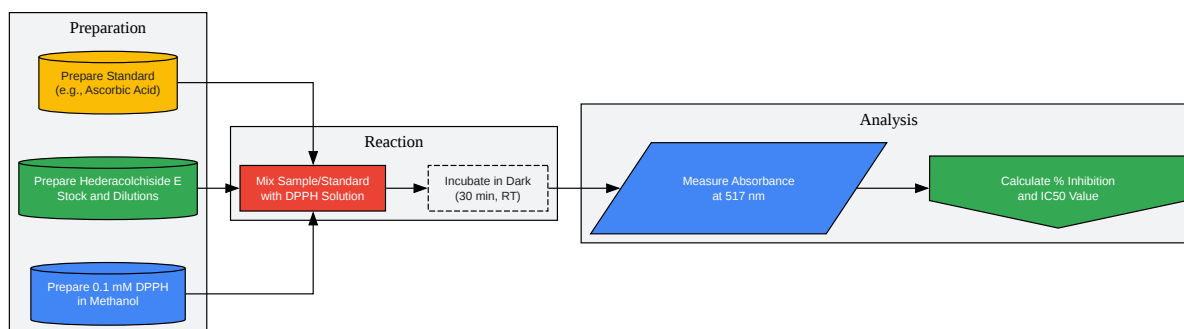 Preparation
Prepare Standard
(e.g., Ascorbic Acid)
Prepare Hederacolchiside E
Stock and Dilutions
Prepare 0.1 mM DPPH
in Methanol
Reaction
Mix Sample/Standard
with DPPH Solution
Incubate in Dark
(30 min, RT)
Analysis
Measure Absorbance
at 517 nm
Calculate % Inhibition
and IC50 Value